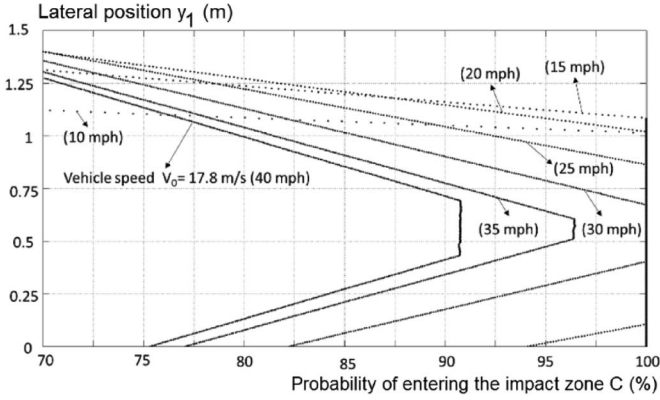 Lateral position y1 (m)
1.5
1.25
1
0.75
0.5
0.25
0
(20 mph)
(15 mph)
(10 mph)
(25 mph)
Vehicle speed V0= 17.8 m/s (40 mph)
(35 mph)
(30 mph)
70 75 80 85 90 95 100
Probability of entering the impact zone C (%)